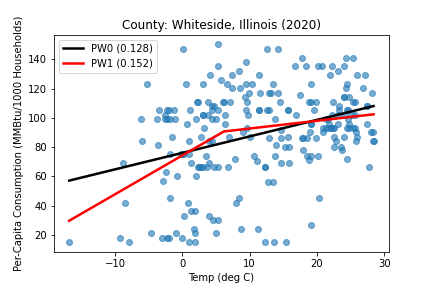 County: Whiteside, Illinois (2020)
PW0 (0.128)
PW1 (0.152)
Per-Capita Consumption (MMBtu/1000 Households)
140
120
100
80
60
40
20
−10 0 10 20 30
Temp (deg C)